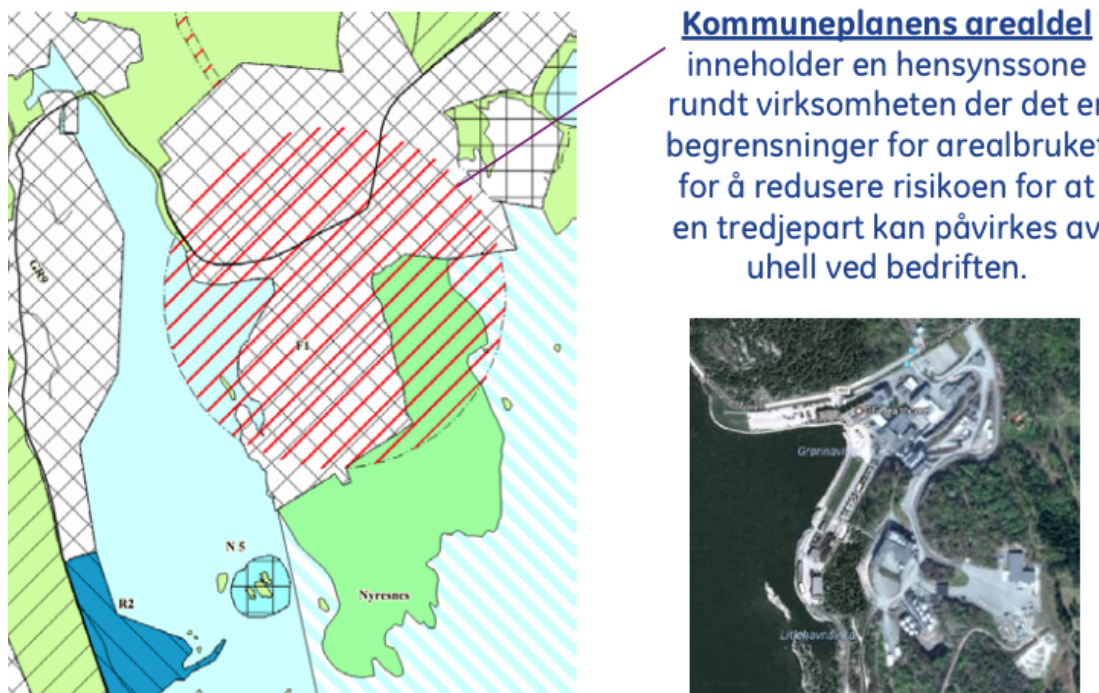 Kommuneplanens arealdel
inneholder en hensynssone
rundt virksomheten der det er
begrensninger for arealbruket
for å redusere risikoen for at
en tredjepart kan påvirkes av
uhell ved bedriften.
GR9
F1
N 5
R2
Nyresnes
Grønnavika